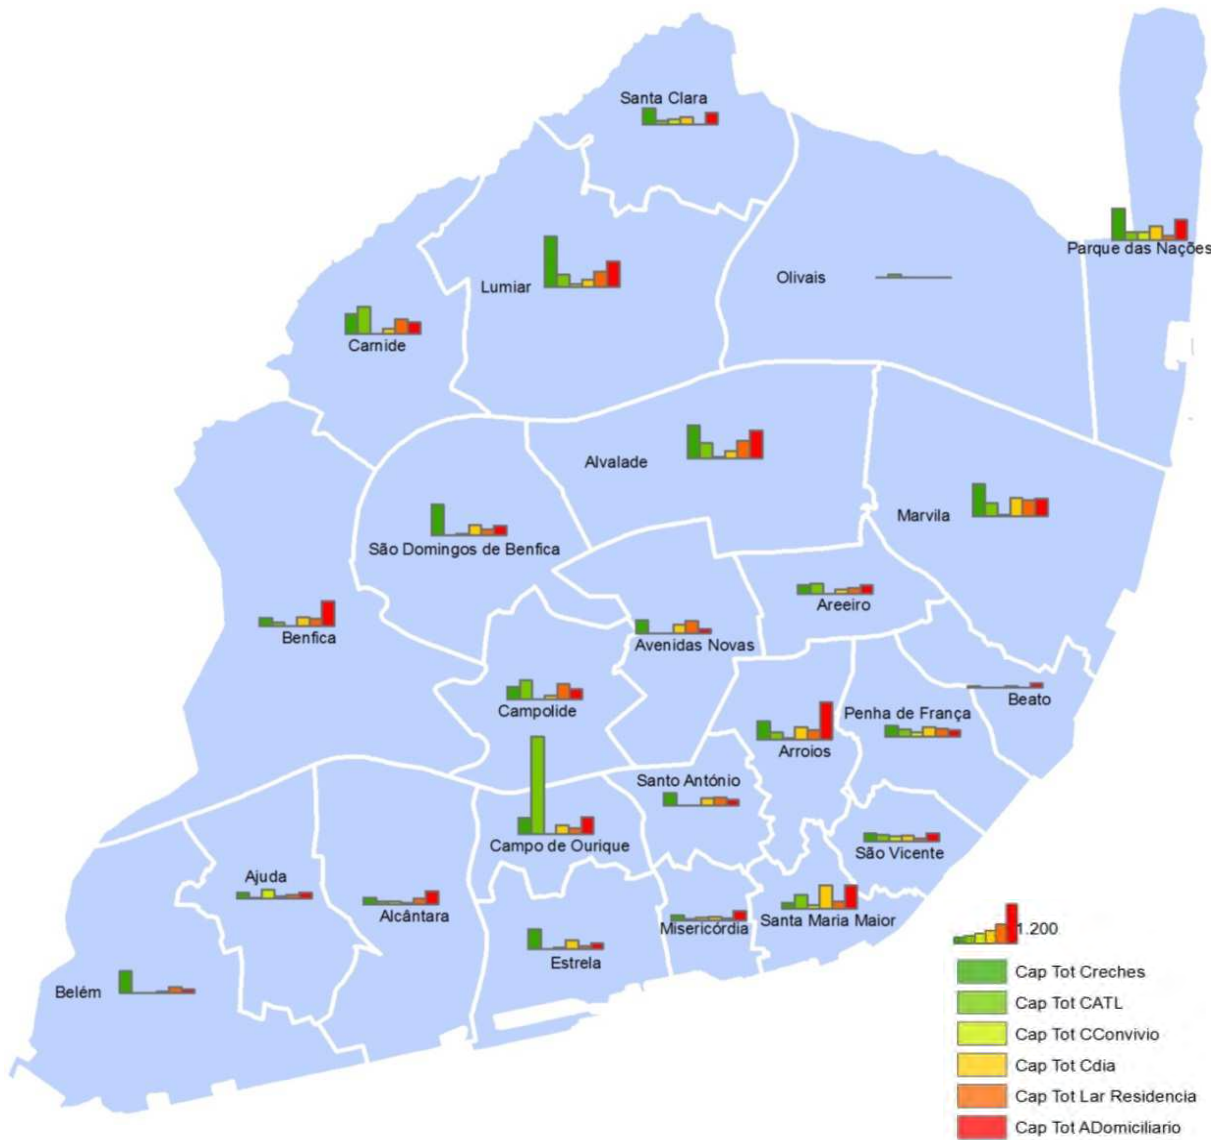 Santa Clara
Parque das Nações
Olivais
Lumiar
Carnide
Alvalade
Marvila
São Domingos de Benfica
Areeiro
Benfica
Avenidas Novas
Beato
Campolide
Penha de França
Arroios
Santo António
Campo de Ourique
São Vicente
Ajuda
Alcântara
Santa Maria Maior
Misericórdia
Estrela
Belém
1.200
Cap Tot Creches
Cap Tot CATL
Cap Tot CConvivio
Cap Tot Cdia
Cap Tot Lar Residencia
Cap Tot ADomiciliario